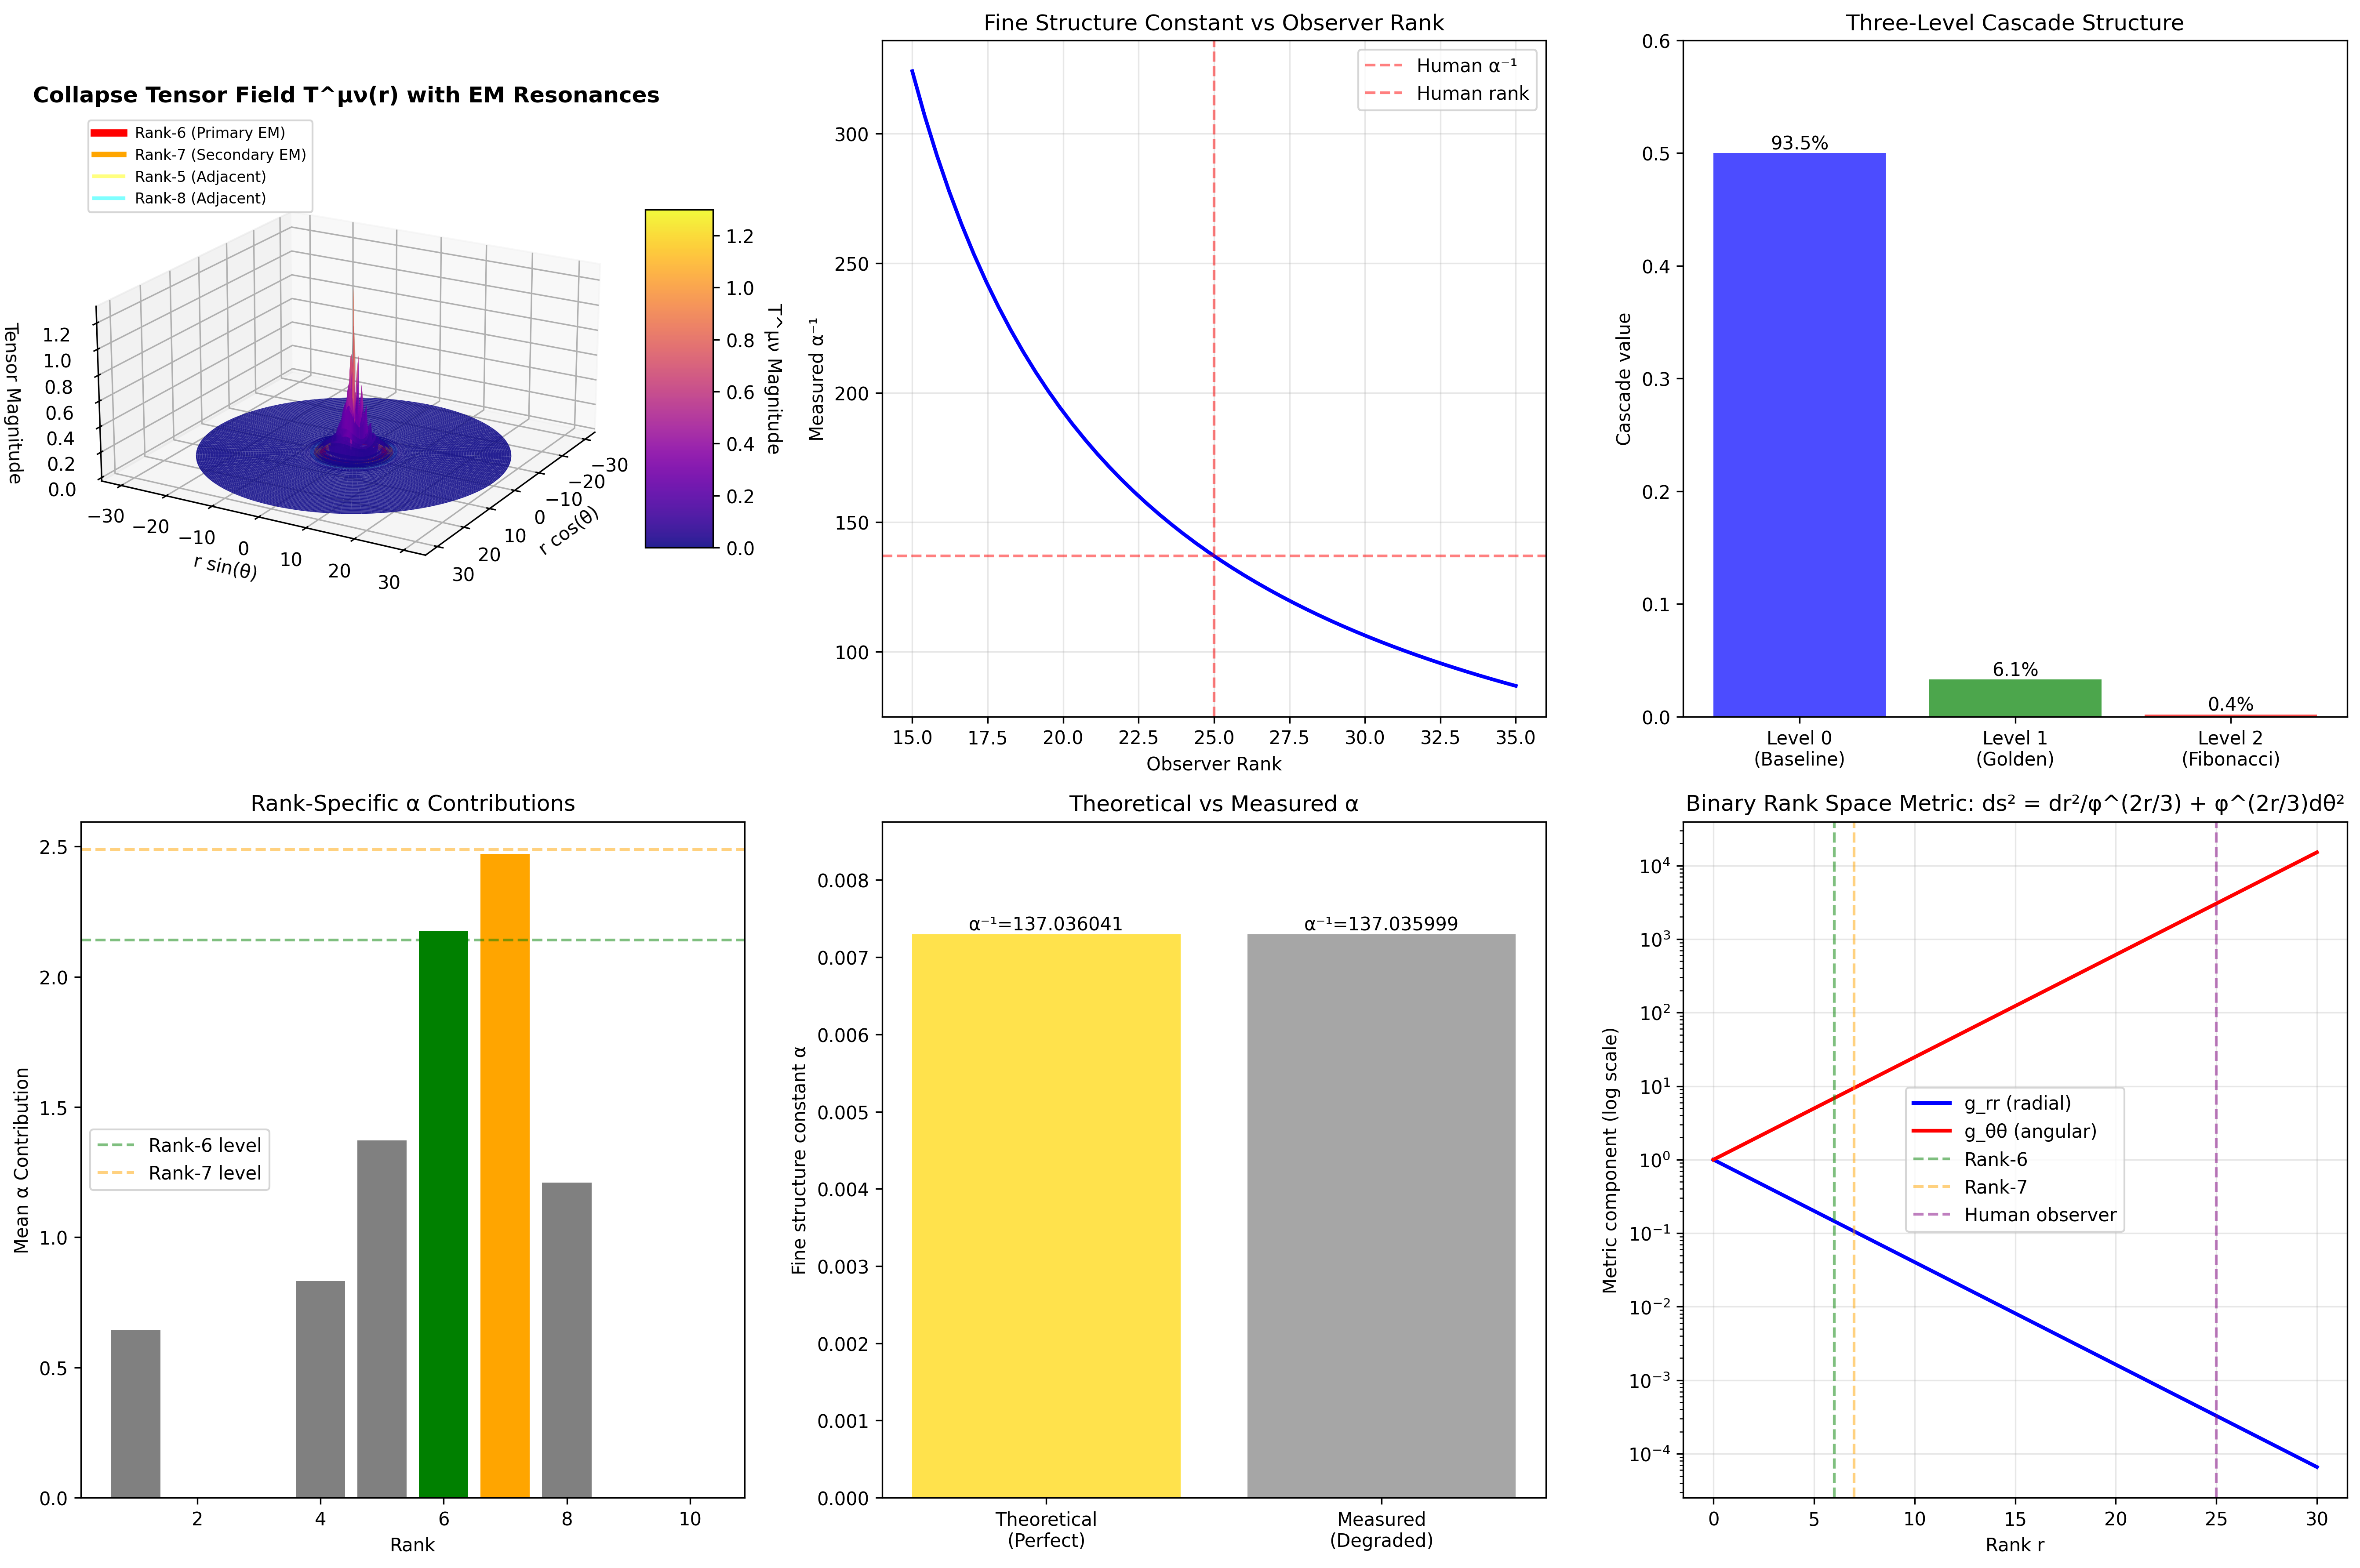 Collapse Tensor Field T^μν(r) with EM Resonances
Rank-6 (Primary EM)
Rank-7 (Secondary EM)
Rank-5 (Adjacent)
Rank-8 (Adjacent)
Tensor Magnitude
1.2
1.0
0.8
0.6
0.4
0.2
0.0
−30
−20
−10
0
10
20
30
r sin(θ)
−30
−20
−10
0
10
20
30
r cos(θ)
1.2
1.0
0.8
0.6
0.4
0.2
0.0
T^μν Magnitude
Fine Structure Constant vs Observer Rank
Human α⁻¹
Human rank
Measured α⁻¹
300
250
200
150
100
15.0 17.5 20.0 22.5 25.0 27.5 30.0 32.5 35.0
Observer Rank
Three-Level Cascade Structure
Cascade value
0.6
0.5
0.4
0.3
0.2
0.1
0.0
93.5%
6.1%
0.4%
Level 0
(Baseline)
Level 1
(Golden)
Level 2
(Fibonacci)
Rank-Specific α Contributions
Mean α Contribution
2.5
2.0
1.5
1.0
0.5
0.0
Rank-6 level
Rank-7 level
2 4 6 8 10
Rank
Theoretical vs Measured α
Fine structure constant α
0.008
0.007
0.006
0.005
0.004
0.003
0.002
0.001
0.000
α⁻¹=137.036041
α⁻¹=137.035999
Theoretical
(Perfect)
Measured
(Degraded)
Binary Rank Space Metric: ds² = dr²/φ^(2r/3) + φ^(2r/3)dθ²
Metric component (log scale)
10⁴
10³
10²
10¹
10⁰
10⁻¹
10⁻²
10⁻³
10⁻⁴
g_rr (radial)
g_θθ (angular)
Rank-6
Rank-7
Human observer
0 5 10 15 20 25 30
Rank r